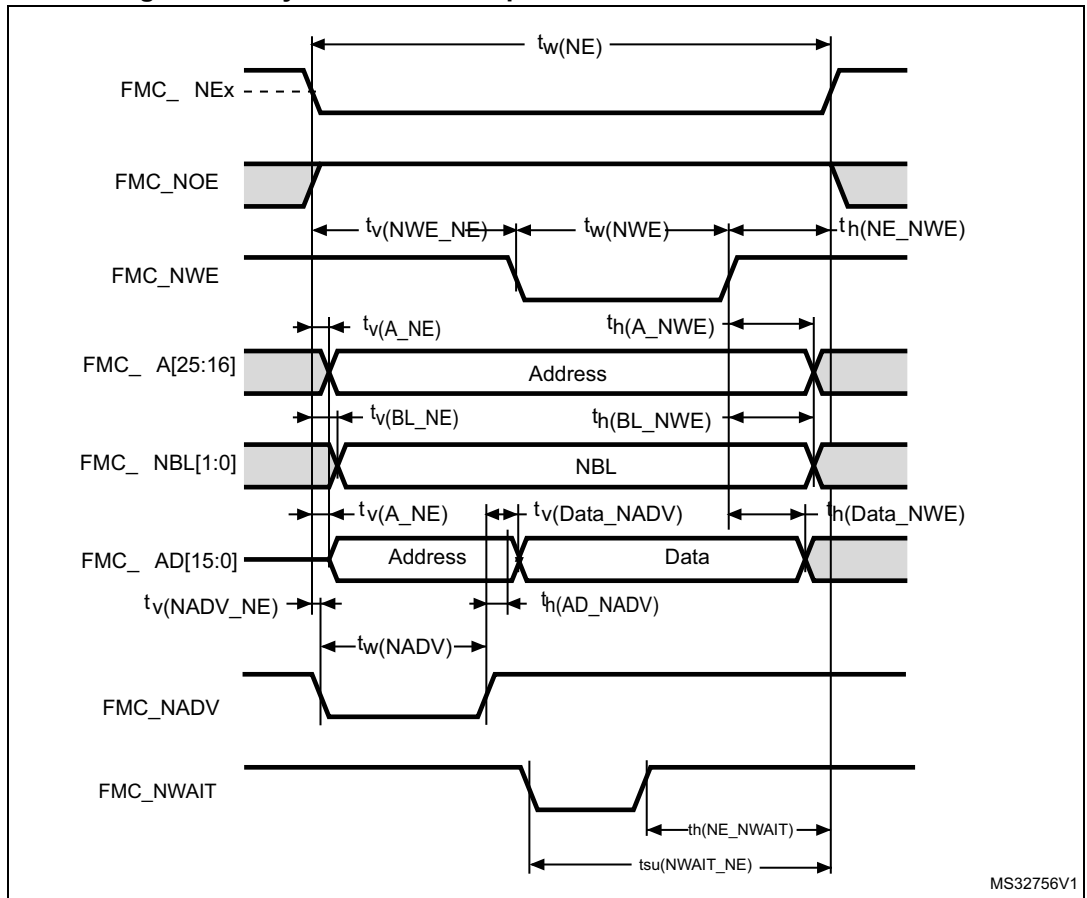 tw(NE)
FMC_ NEx
FMC_NOE
tv(NWE_NE) tw(NWE) th(NE_NWE)
FMC_NWE
tv(A_NE) th(A_NWE)
FMC_ A[25:16] Address
tv(BL_NE) th(BL_NWE)
FMC_ NBL[1:0] NBL
tv(A_NE) tv(Data_NADV) th(Data_NWE)
FMC_ AD[15:0] Address Data
tv(NADV_NE) th(AD_NADV)
tw(NADV)
FMC_NADV
FMC_NWAIT
th(NE_NWAIT)
tsu(NWAIT_NE)
MS32756V1